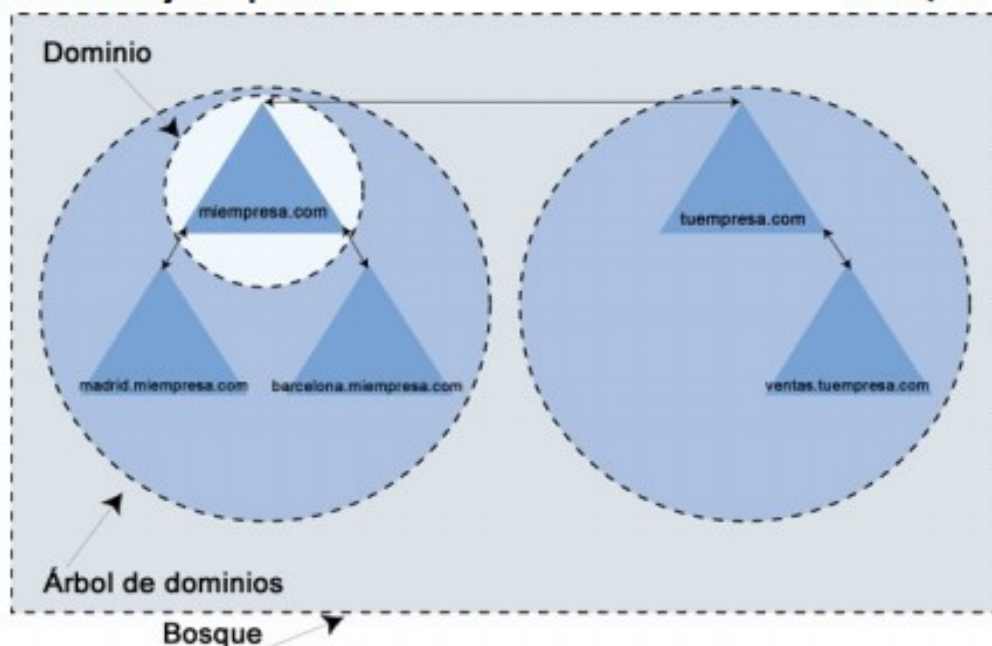 Dominio
miempresa.com
tuempresa.com
madrid.miempresa.com
barcelona.miempresa.com
ventas.tuempresa.com
Árbol de dominios
Bosque